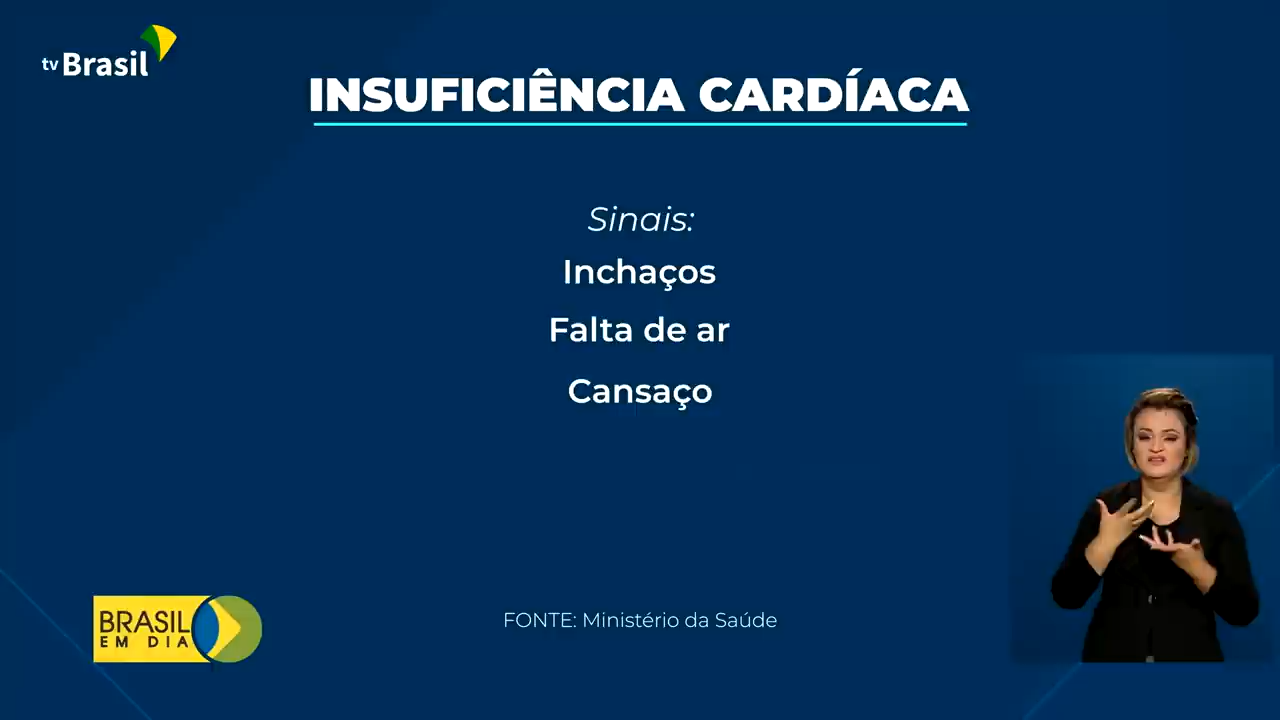 tv Brasil
INSUFICIÊNCIA CARDÍACA
Sinais:
Inchaços
Falta de ar
Cansaço
BRASIL
EM DIA
FONTE: Ministério da Saúde